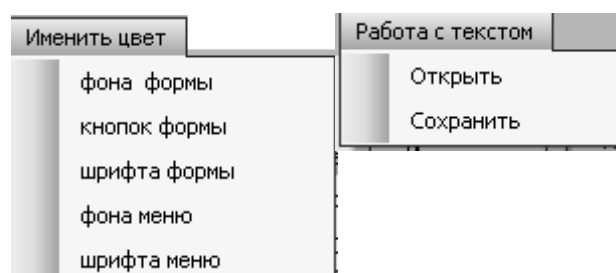 Именить цвет
фона формы
кнопок формы
шрифта формы
фона меню
шрифта меню
Работа с текстом
Открыть
Сохранить